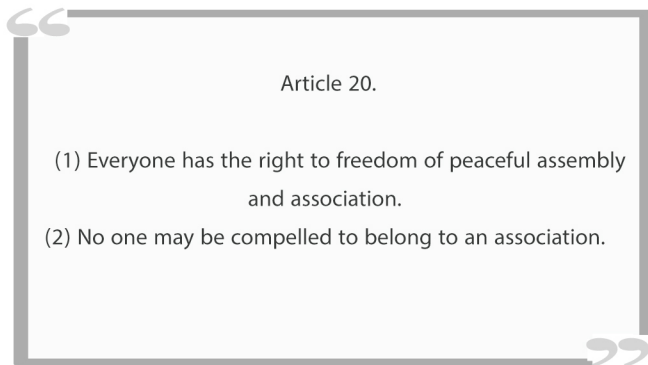 Article 20.
(1) Everyone has the right to freedom of peaceful assembly
and association.
(2) No one may be compelled to belong to an association.